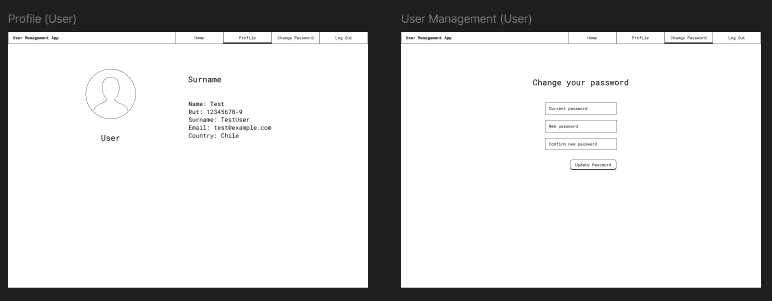 Profile (User)
User Management App
Home
Profile
Change Password
Log Out
User
Surname
Name: Test
Rut: 12345678-9
Surname: TestUser
Email: test@example.com
Country: Chile
User Management (User)
User Management App
Home
Profile
Change Password
Log Out
Change your password
Current password
New password
Confirm new password
Update Password